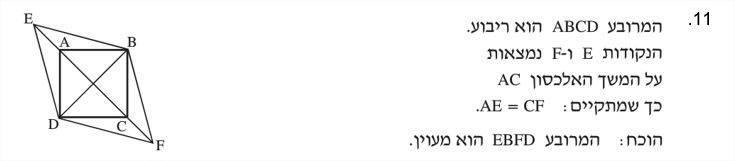 11.
המרובע ABCD הוא ריבוע.
הנקודות E ו-F נמצאות
על המשך האלכסון AC
כך שמתקיים: AE = CF.
הוכח: המרובע EBFD הוא מעוין.
E
A
B
D
C
F